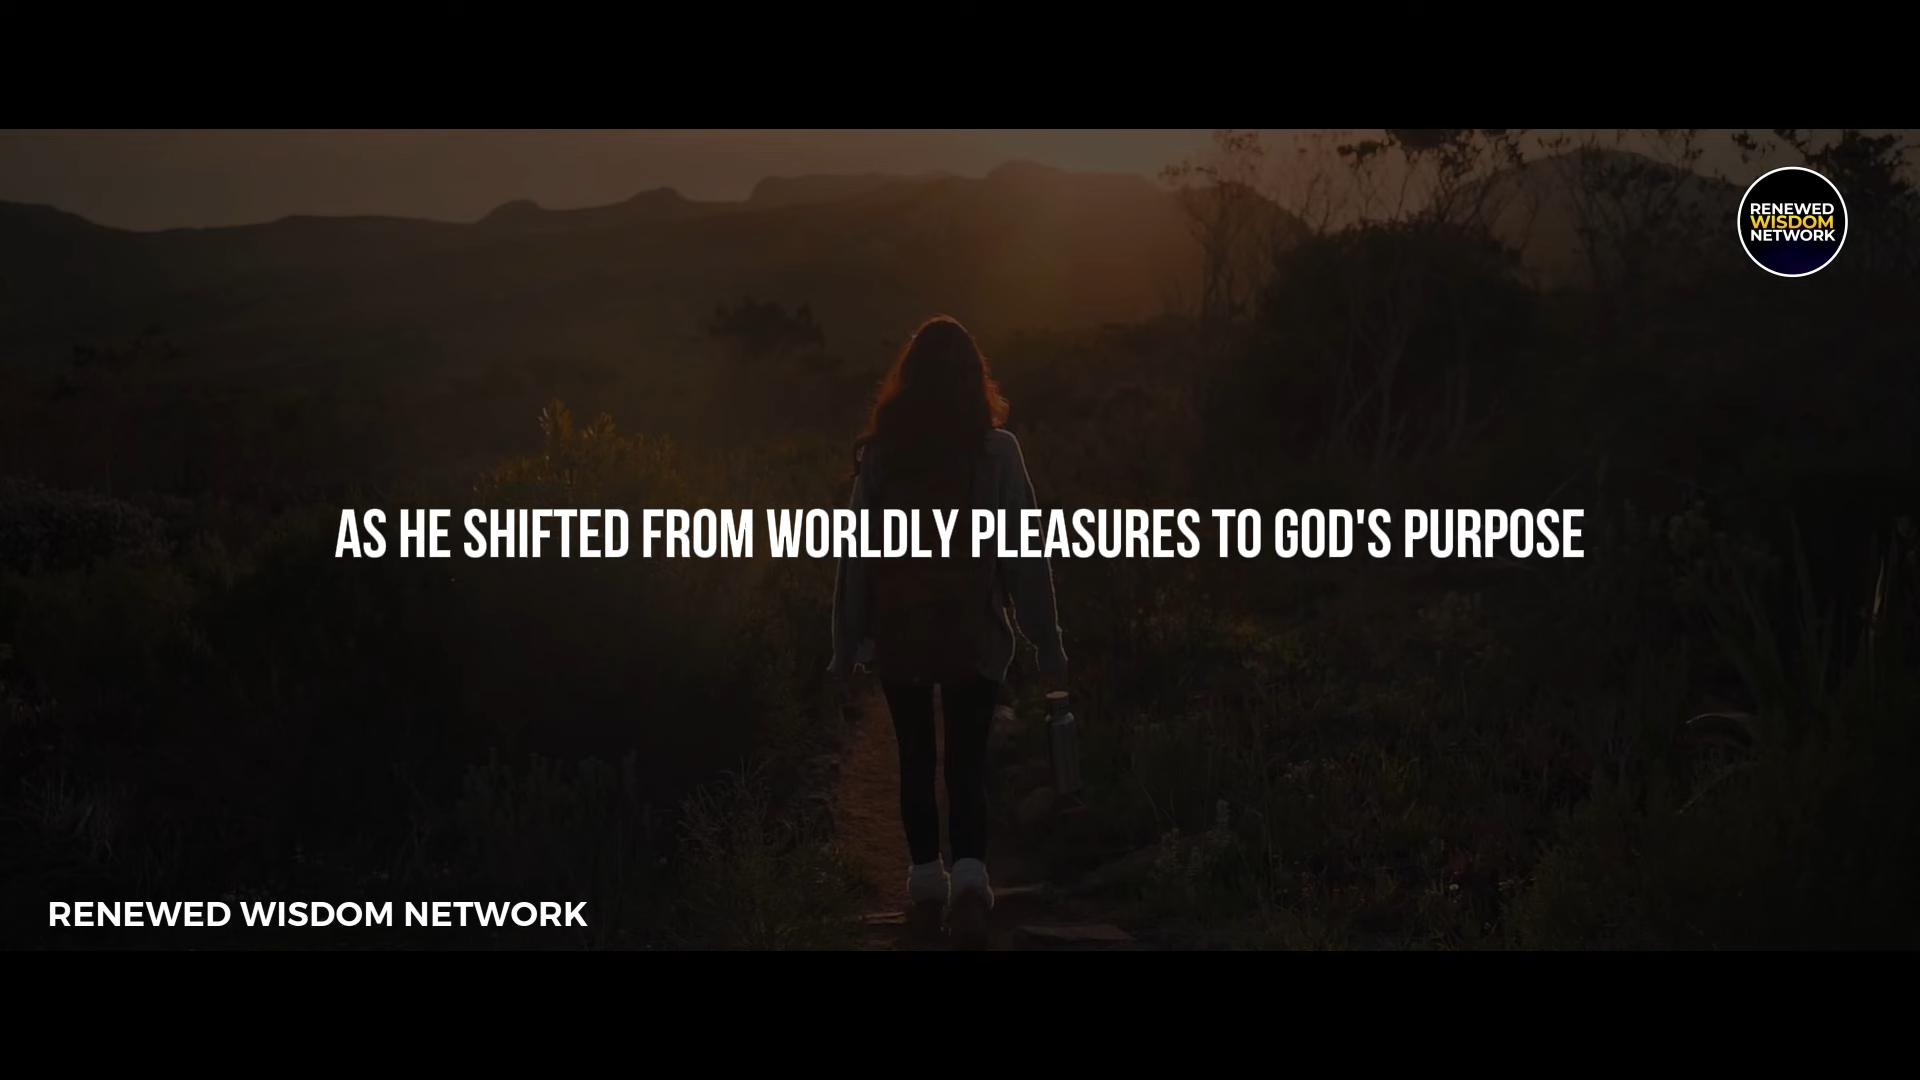 RENEWED
WISDOM
NETWORK
AS HE SHIFTED FROM WORLDLY PLEASURES TO GOD'S PURPOSE
RENEWED WISDOM NETWORK